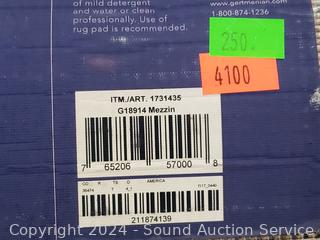 of mild detergent
and water or clean
professionally. Use of
rug pad is recommended.
www.gertmenian.com
1-800-874-1236
250.
4100
ITM./ART. 1731435
G18914 Mezzin
7 65206 57000 8
AMERICA
211874139
Copyright 2024 - Sound Auction Service